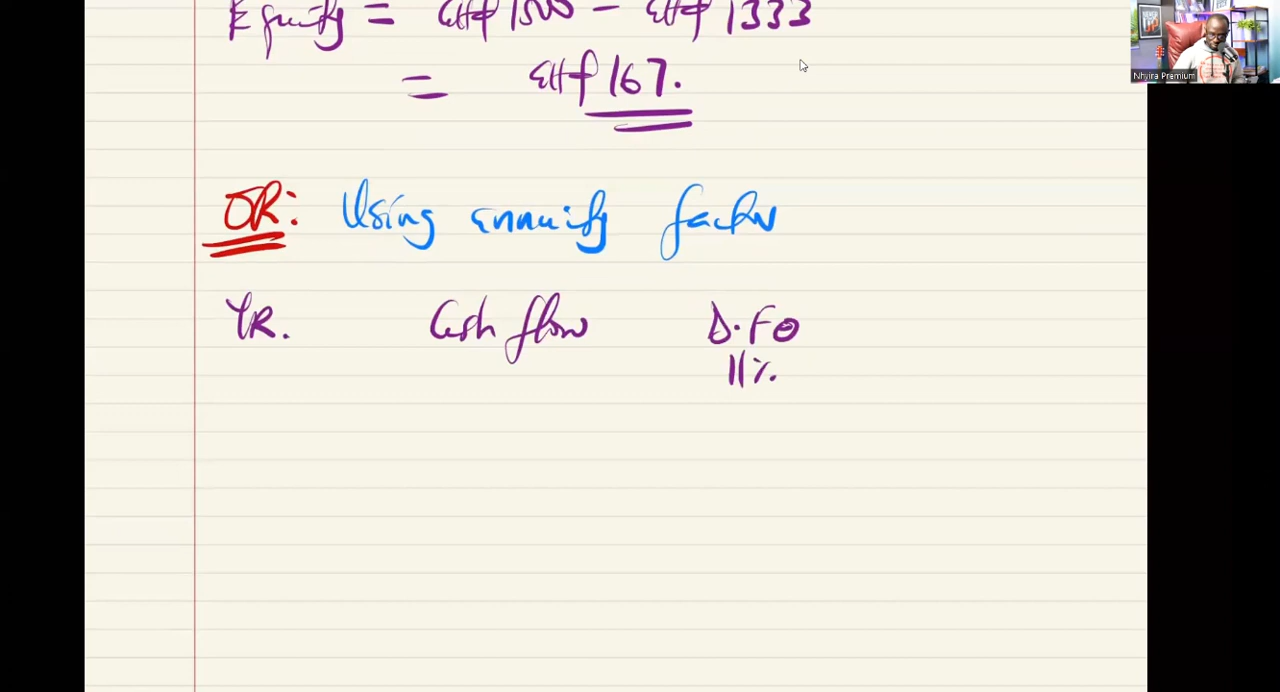 Equity = GH¢ 1500 - GH¢ 1333
= GH¢ 167.
Nhyira Premium
OR: Using annuity factor
YR. Cash flow D.F @
11%